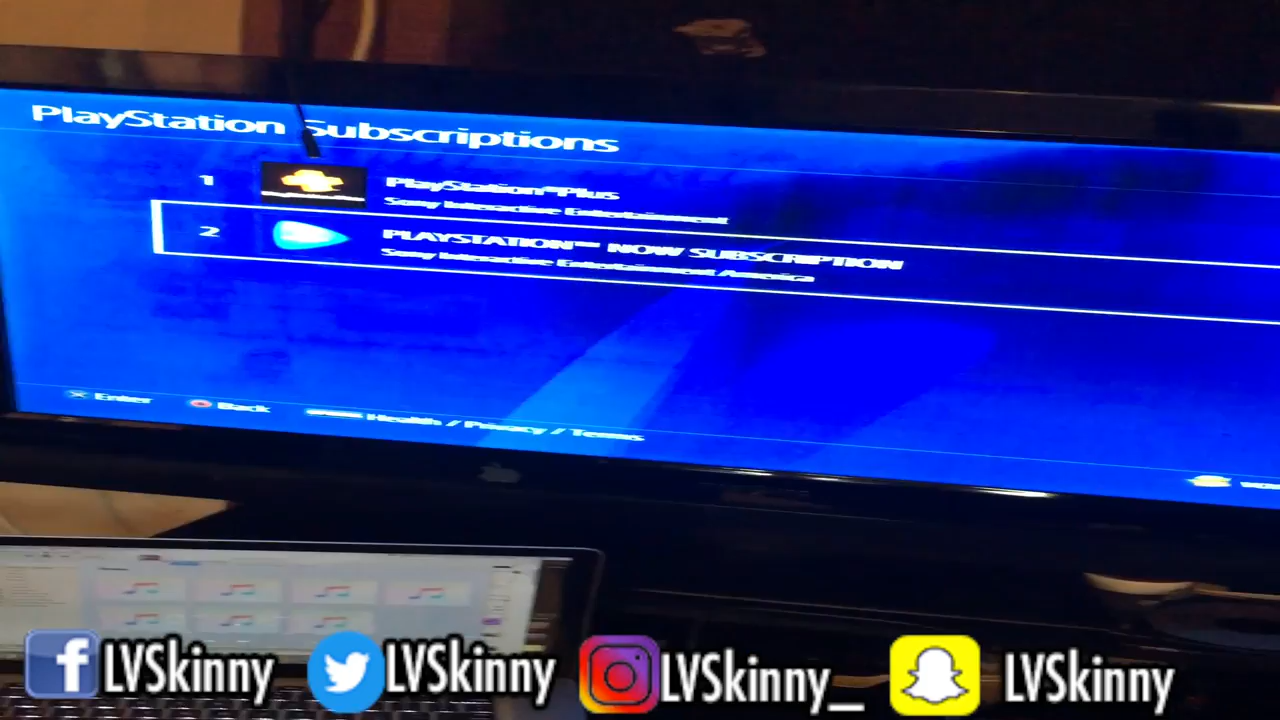 PlayStation Subscriptions
1
PlayStation®Plus
Sony Interactive Entertainment
2
PLAYSTATION™ NOW SUBSCRIPTION
Sony Interactive Entertainment America
Enter
Back
Health / Privacy / Terms
f LVSkinny
LVSkinny
LVSkinny_
LVSkinny